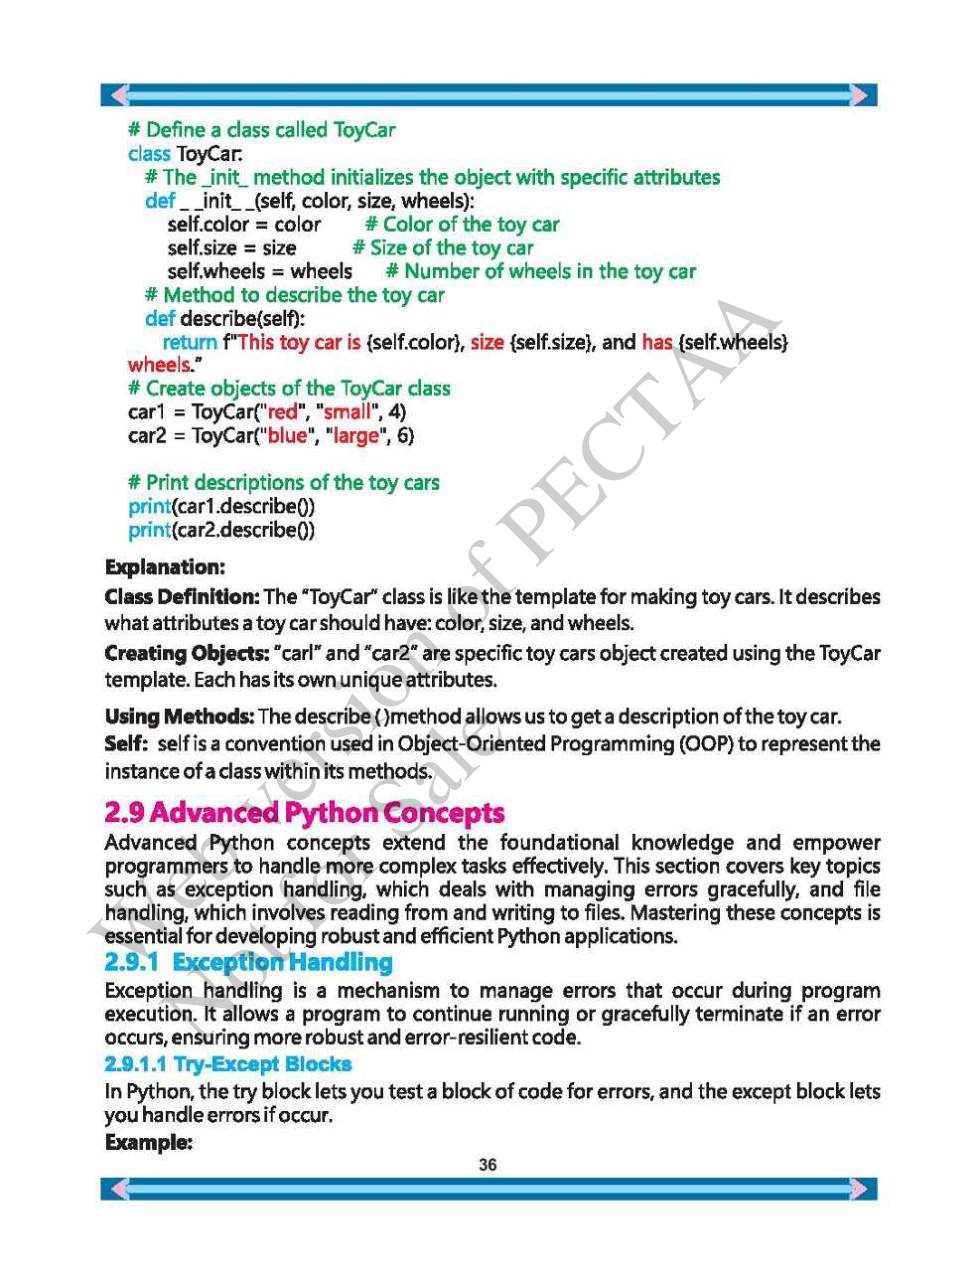 # Define a class called ToyCar
class ToyCar:
# The _init_ method initializes the object with specific attributes
def _ _init_ _(self, color, size, wheels):
self.color = color # Color of the toy car
self.size = size # Size of the toy car
self.wheels = wheels # Number of wheels in the toy car
# Method to describe the toy car
def describe(self):
return f"This toy car is {self.color}, size {self.size}, and has {self.wheels}
wheels."
# Create objects of the ToyCar class
car1 = ToyCar("red", "small", 4)
car2 = ToyCar("blue", "large", 6)
# Print descriptions of the toy cars
print(car1.describe())
print(car2.describe())
Explanation:
Class Definition: The "ToyCar" class is like the template for making toy cars. It describes
what attributes a toy car should have: color, size, and wheels.
Creating Objects: "carl" and "car2" are specific toy cars object created using the ToyCar
template. Each has its own unique attributes.
Using Methods: The describe ( )method allows us to get a description of the toy car.
Self: self is a convention used in Object-Oriented Programming (OOP) to represent the
instance of a class within its methods.
2.9 Advanced Python Concepts
Advanced Python concepts extend the foundational knowledge and empower
programmers to handle more complex tasks effectively. This section covers key topics
such as exception handling, which deals with managing errors gracefully, and file
handling, which involves reading from and writing to files. Mastering these concepts is
essential for developing robust and efficient Python applications.
2.9.1 Exception Handling
Exception handling is a mechanism to manage errors that occur during program
execution. It allows a program to continue running or gracefully terminate if an error
occurs, ensuring more robust and error-resilient code.
2.9.1.1 Try-Except Blocks
In Python, the try block lets you test a block of code for errors, and the except block lets
you handle errors if occur.
Example:
36
Web version of PECTAA
Not for Sale